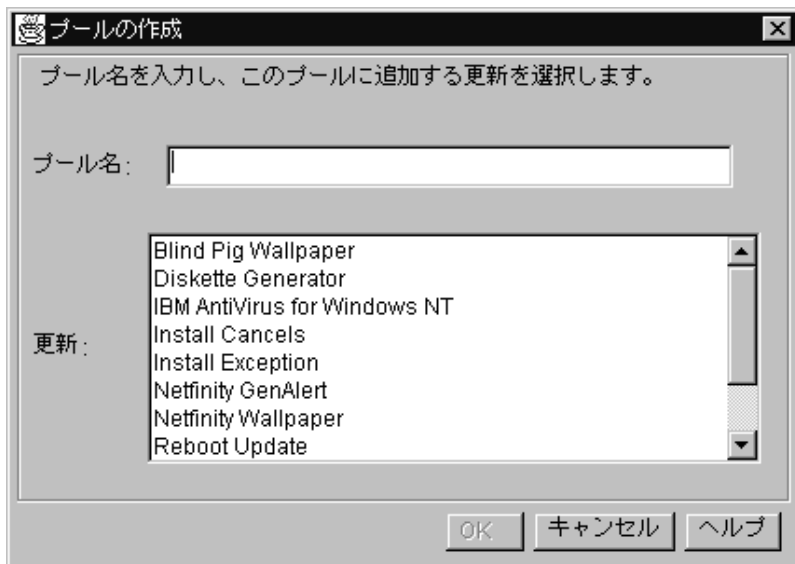 プールの作成
プール名を入力し、このプールに追加する更新を選択します。
プール名:
更新:
Blind Pig Wallpaper
Diskette Generator
IBM AntiVirus for Windows NT
Install Cancels
Install Exception
Netfinity GenAlert
Netfinity Wallpaper
Reboot Update
OK
キャンセル
ヘルプ